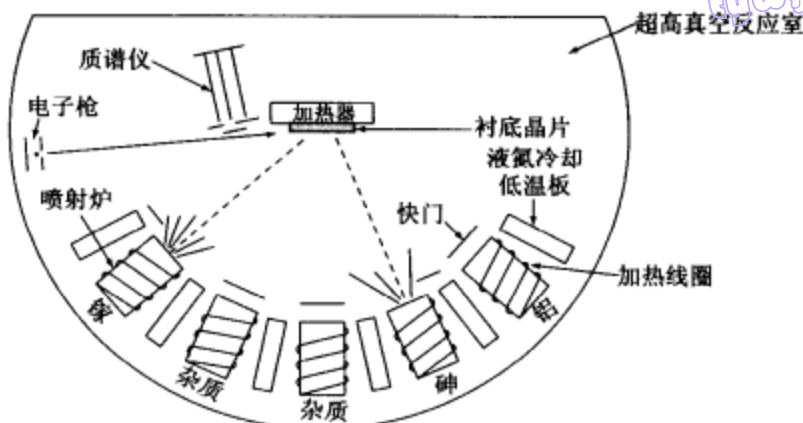 超高真空反应室
质谱仪
电子枪
加热器
衬底晶片
液氮冷却
低温板
喷射炉
快门
加热线圈
镓
杂质
杂质
砷
铝